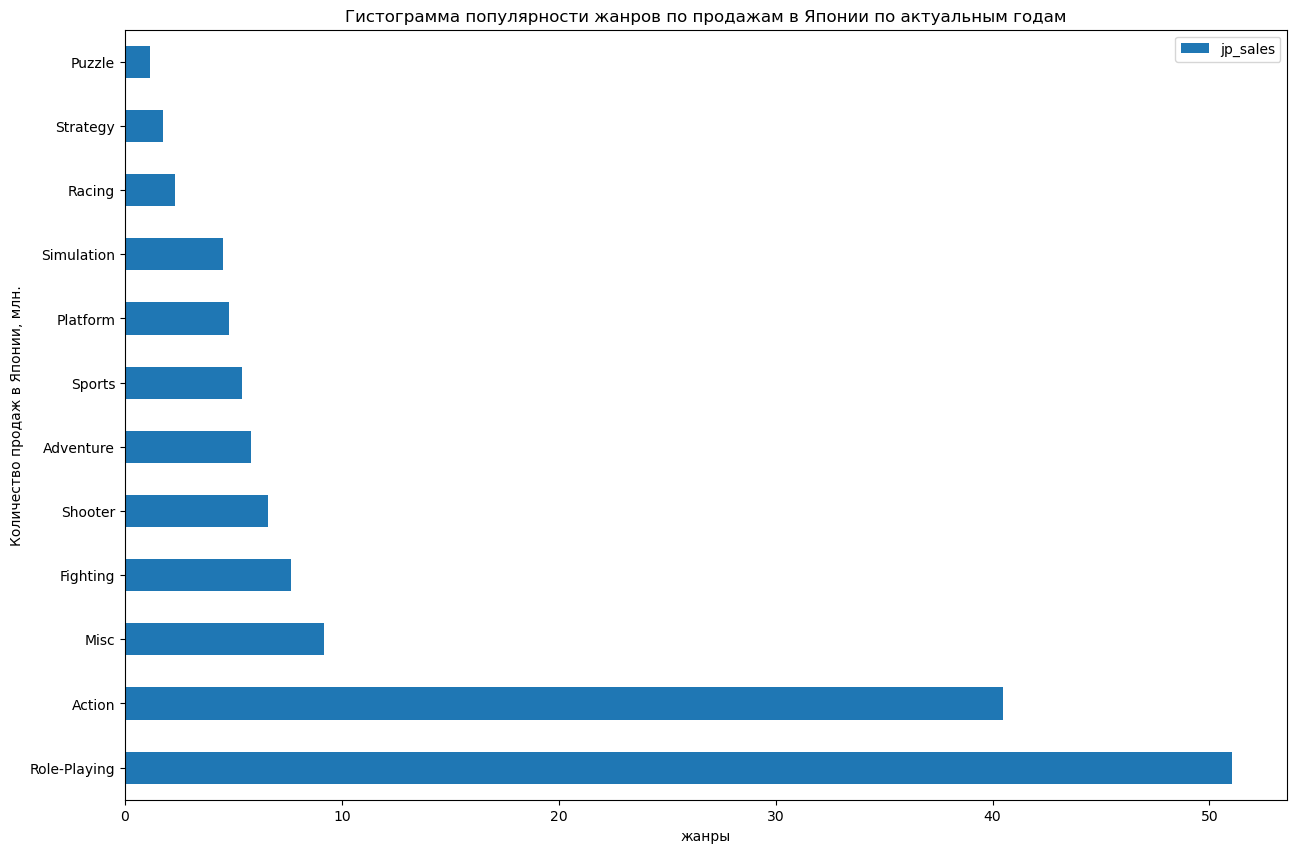 Гистограмма популярности жанров по продажам в Японии по актуальным годам
jp_sales
Количество продаж в Японии, млн.
Puzzle
Strategy
Racing
Simulation
Platform
Sports
Adventure
Shooter
Fighting
Misc
Action
Role-Playing
0 10 20 30 40 50
жанры